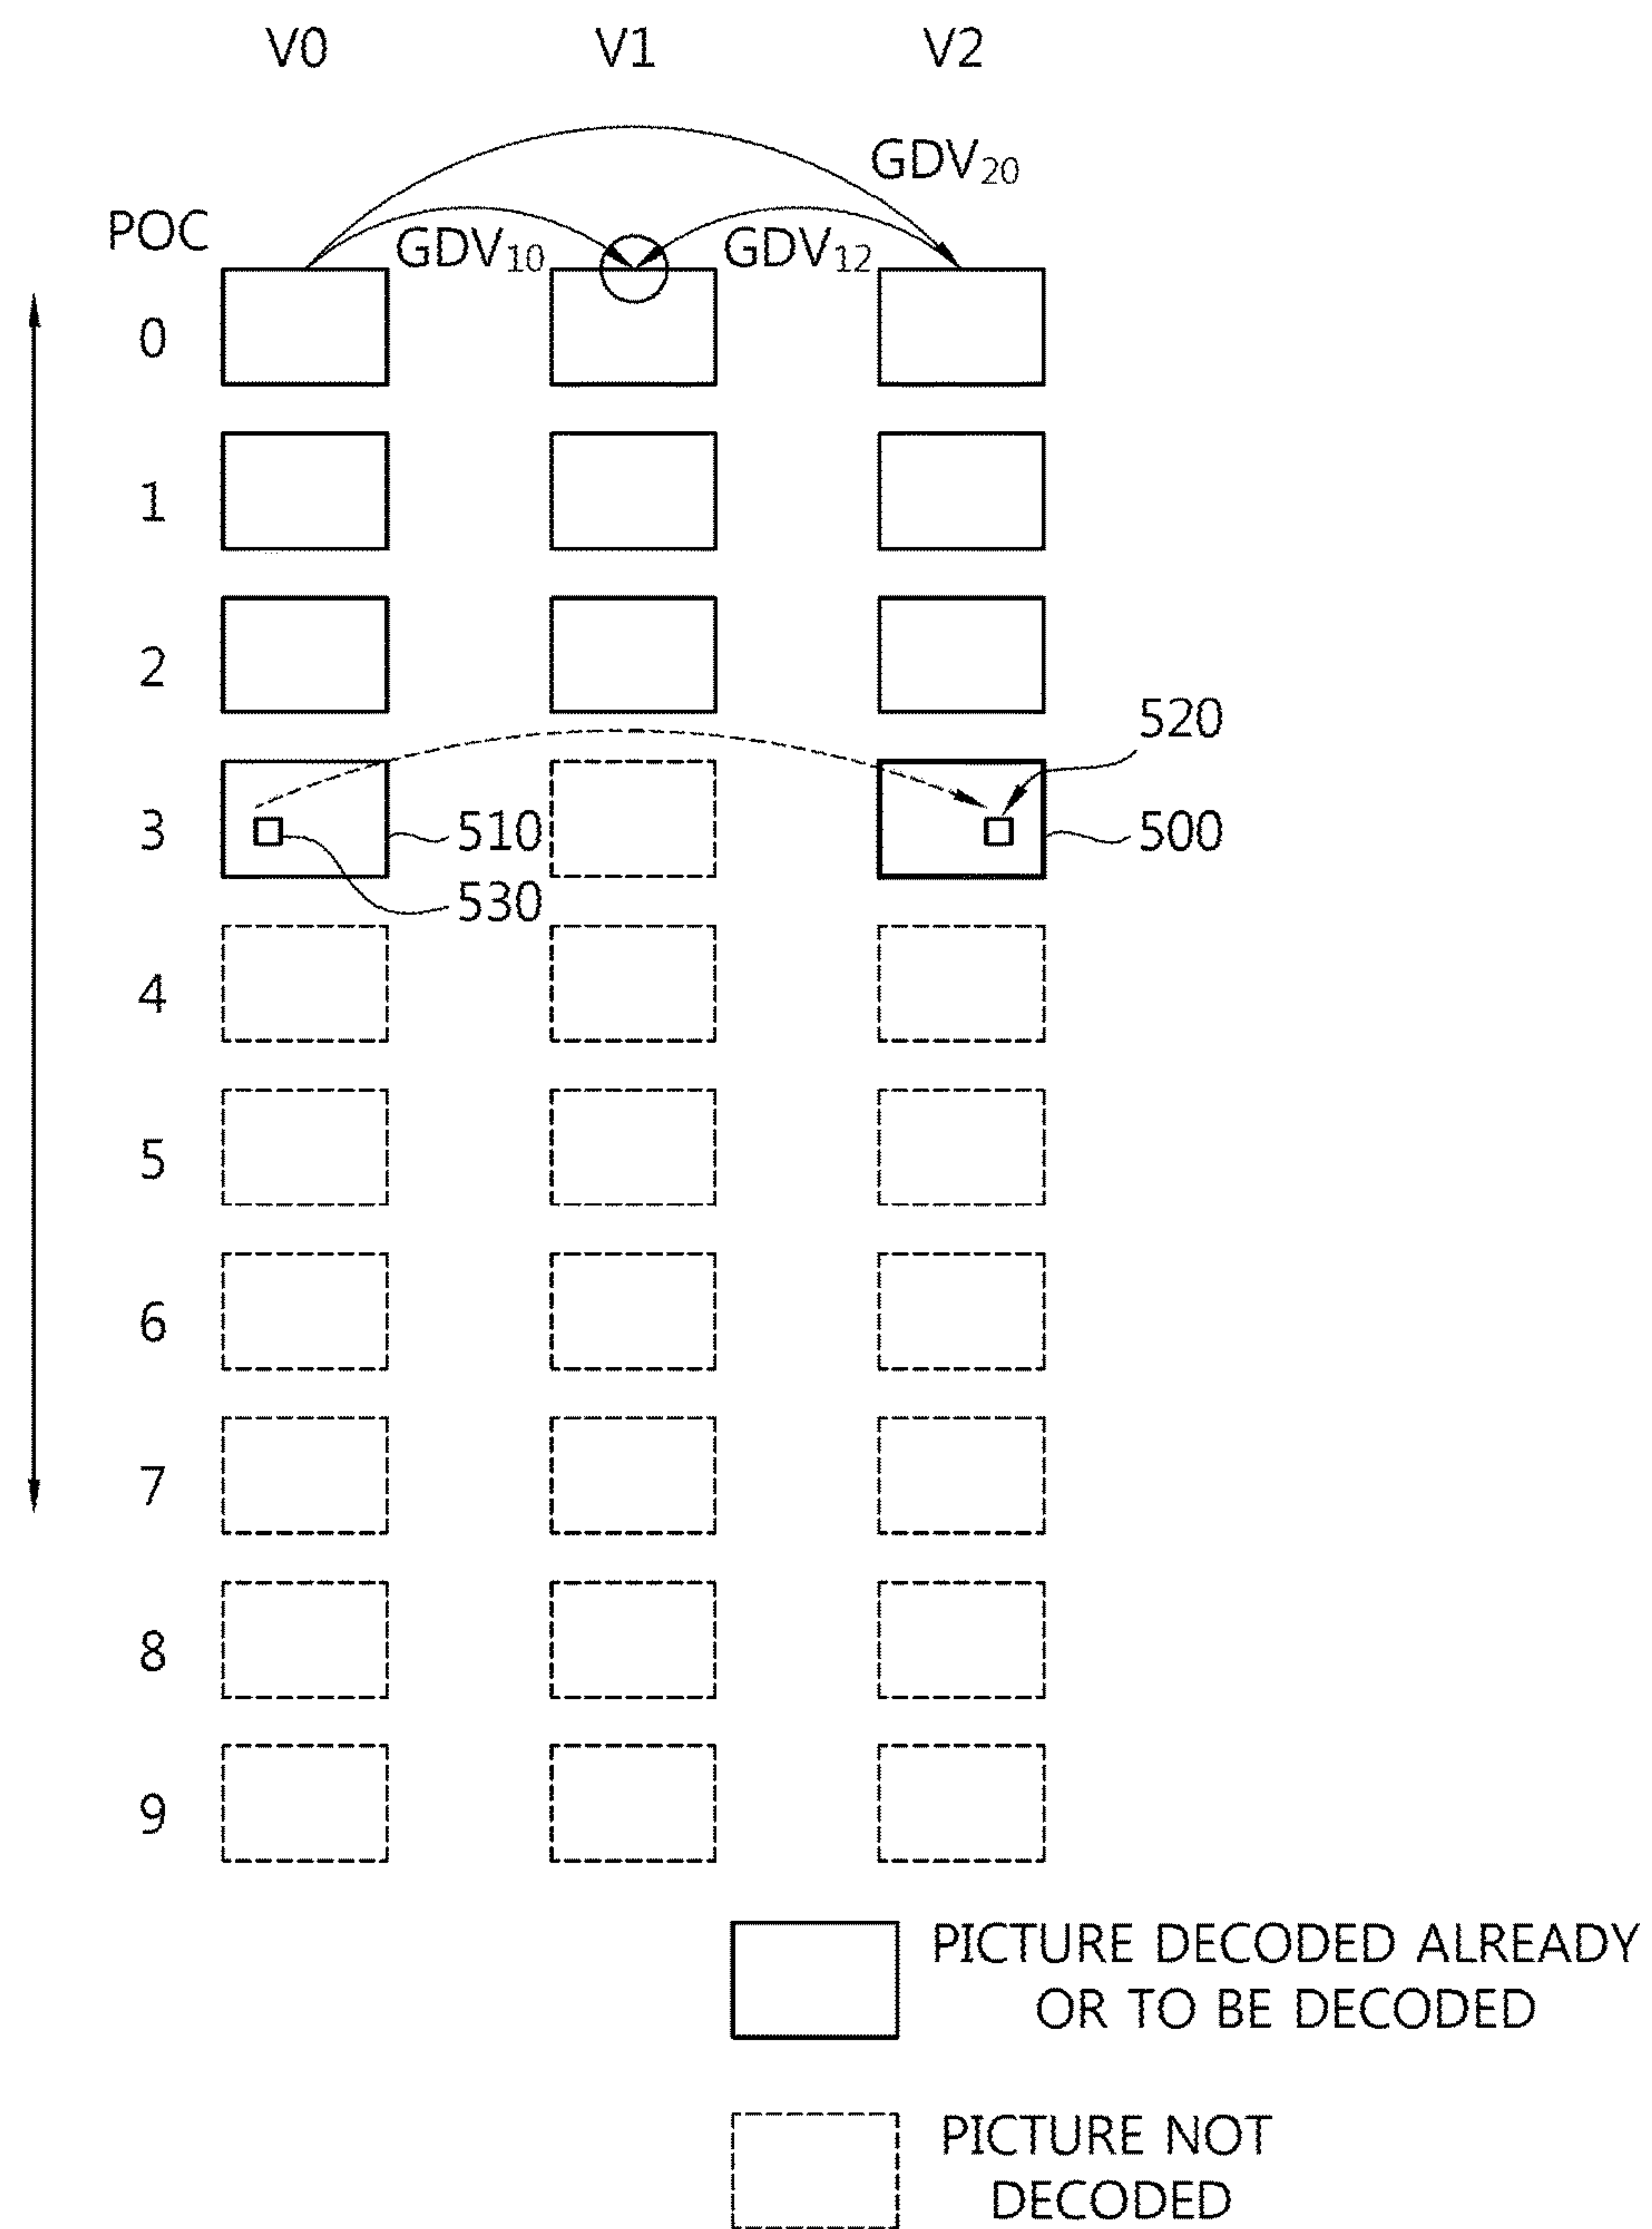 V0 V1 V2
GDV20
POC GDV10 GDV12
0
1
2
520
3 510 500
530
4
5
6
7
8
9
PICTURE DECODED ALREADY
OR TO BE DECODED
PICTURE NOT
DECODED